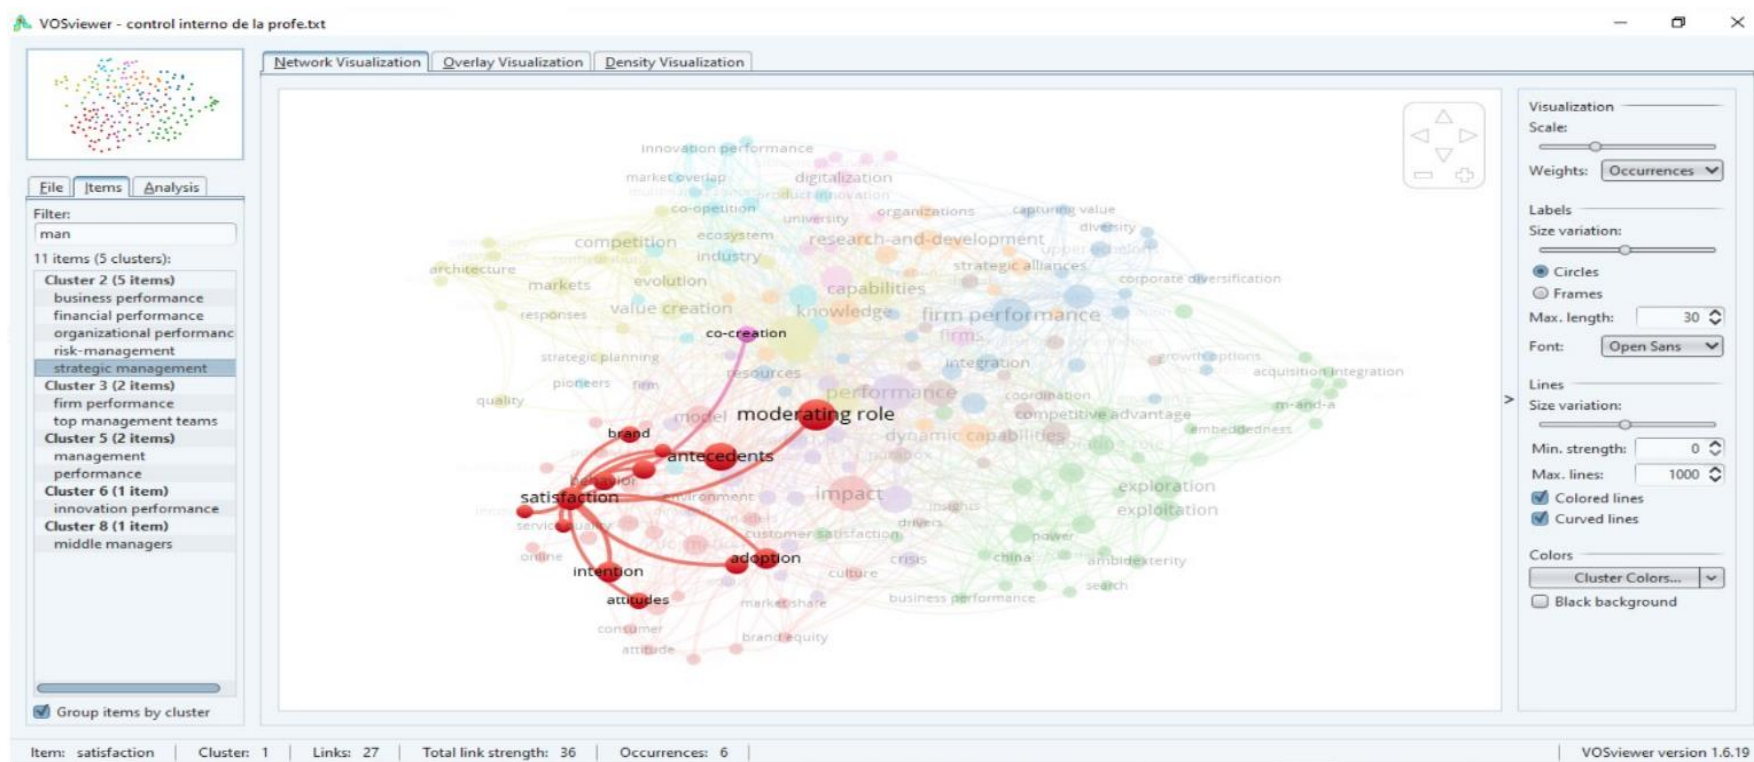 VOSviewer - control interno de la profe.txt
Network Visualization
Overlay Visualization
Density Visualization
File
Items
Analysis
Filter:
man
11 items (5 clusters):
Cluster 2 (5 items)
business performance
financial performance
organizational performanc
risk-management
strategic management
Cluster 3 (2 items)
firm performance
top management teams
Cluster 5 (2 items)
management
performance
Cluster 6 (1 item)
innovation performance
Cluster 8 (1 item)
middle managers
Group items by cluster
innovation performance
market overlap
digitalization
product innovation
co-opetition
university
organizations
capturing value
diversity
competition
ecosystem
research-and-development
upper echelons
industry
strategic alliances
architecture
markets
evolution
capabilities
corporate diversification
responses
value creation
knowledge
firm performance
co-creation
firms
strategic planning
resources
integration
growth options
acquisition integration
pioneers
firm
performance
coordination
quality
model
moderating role
competitive advantage
m-and-a
embeddedness
brand
dynamic capabilities
antecedents
paradox
behavior
satisfaction
environment
impact
insights
exploration
exploitation
service quality
models
drivers
customer satisfaction
power
online
adoption
crisis
china
ambidexterity
intention
culture
search
attitudes
market share
business performance
consumer
brand equity
attitude
Visualization
Scale:
Weights: Occurrences
Labels
Size variation:
Circles
Frames
Max. length: 30
Font: Open Sans
Lines
Size variation:
Min. strength: 0
Max. lines: 1000
Colored lines
Curved lines
Colors
Cluster Colors...
Black background
>
Item: satisfaction
Cluster: 1
Links: 27
Total link strength: 36
Occurrences: 6
VOSviewer version 1.6.19